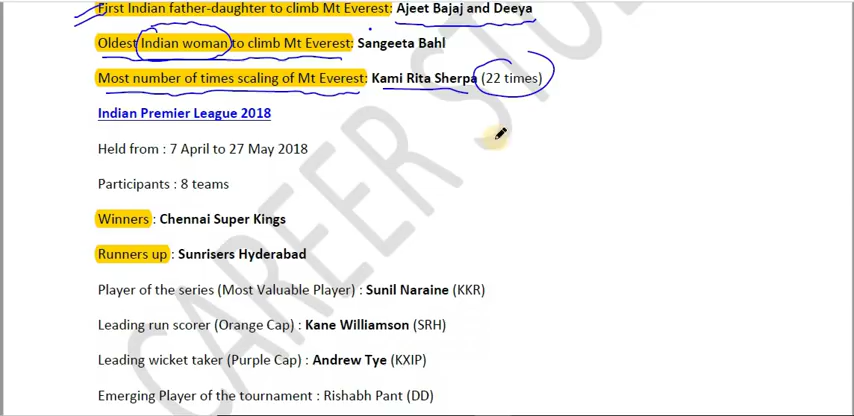 First Indian father-daughter to climb Mt Everest: Ajeet Bajaj and Deeya
Oldest Indian woman to climb Mt Everest: Sangeeta Bahl
Most number of times scaling of Mt Everest: Kami Rita Sherpa (22 times)
Indian Premier League 2018
Held from : 7 April to 27 May 2018
Participants : 8 teams
Winners : Chennai Super Kings
Runners up : Sunrisers Hyderabad
Player of the series (Most Valuable Player) : Sunil Naraine (KKR)
Leading run scorer (Orange Cap) : Kane Williamson (SRH)
Leading wicket taker (Purple Cap) : Andrew Tye (KXIP)
Emerging Player of the tournament : Rishabh Pant (DD)
CAREER